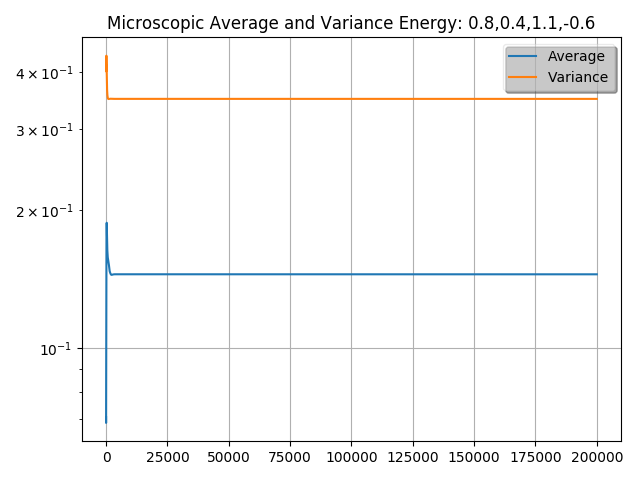 Microscopic Average and Variance Energy: 0.8,0.4,1.1,-0.6
Average
Variance
4 × 10⁻¹
3 × 10⁻¹
2 × 10⁻¹
10⁻¹
0 25000 50000 75000 100000 125000 150000 175000 200000